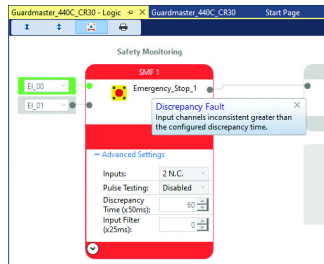 Guardmaster_440C_CR30 - Logic
Guardmaster_440C_CR30
Start Page
Safety Monitoring
SMF 1
EI_00
Emergency_Stop_1
EI_01
Discrepancy Fault
Input channels inconsistent greater than
the configured discrepancy time.
Advanced Settings
Inputs: 2 N.C.
Pulse Testing: Disabled
Discrepancy
Time (x50ms): 60
Input Filter
(x25ms): 0